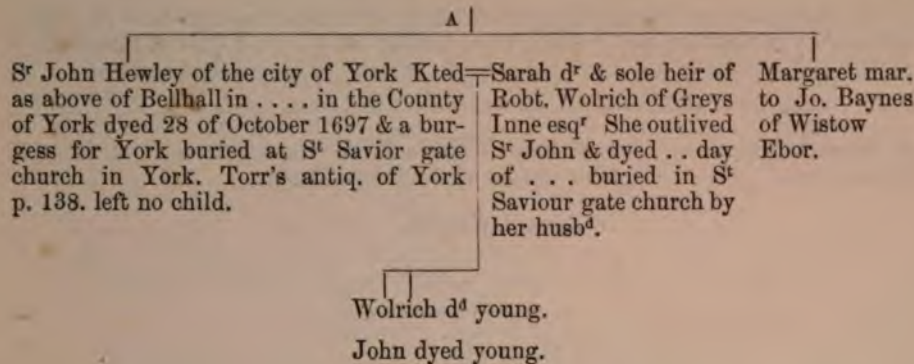 A
Sʳ John Hewley of the city of York Kted
as above of Bellhall in . . . . in the County
of York dyed 28 of October 1697 & a bur-
gess for York buried at Sᵗ Savior gate
church in York. Torr's antiq. of York
p. 138. left no child.
Sarah dʳ & sole heir of
Robt. Wolrich of Greys
Inne esqʳ She outlived
Sʳ John & dyed . . day
of . . . buried in Sᵗ
Saviour gate church by
her husbᵈ.
Margaret mar.
to Jo. Baynes
of Wistow
Ebor.
Wolrich dᵈ young.
John dyed young.